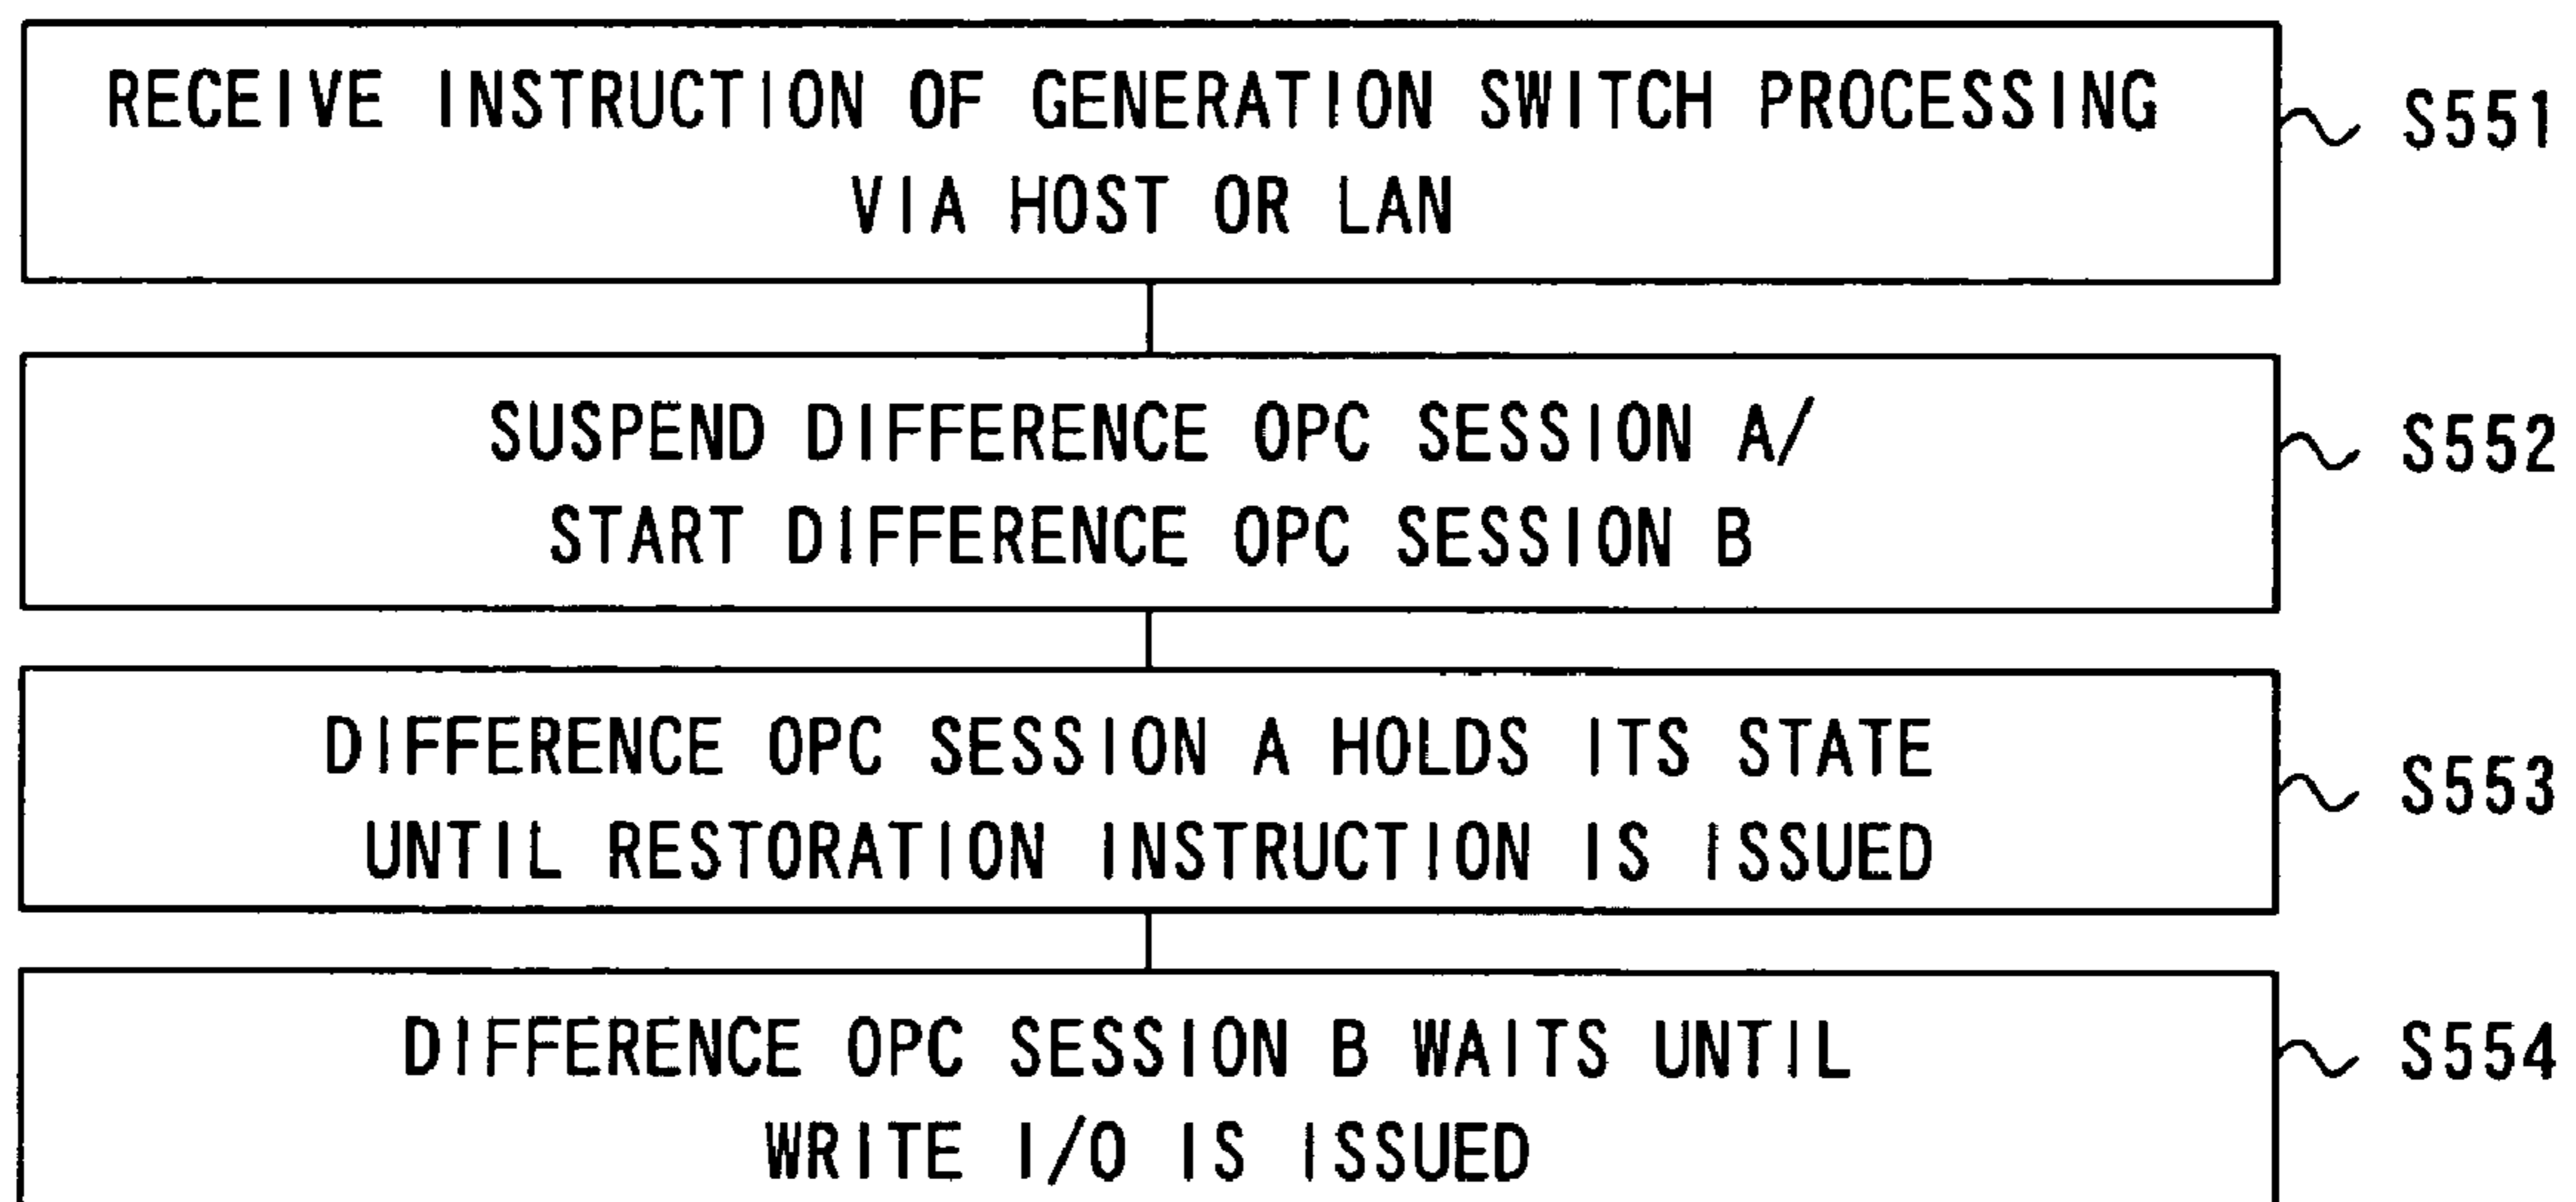 RECEIVE INSTRUCTION OF GENERATION SWITCH PROCESSING
VIA HOST OR LAN
S551
SUSPEND DIFFERENCE OPC SESSION A/
START DIFFERENCE OPC SESSION B
S552
DIFFERENCE OPC SESSION A HOLDS ITS STATE
UNTIL RESTORATION INSTRUCTION IS ISSUED
S553
DIFFERENCE OPC SESSION B WAITS UNTIL
WRITE I/O IS ISSUED
S554